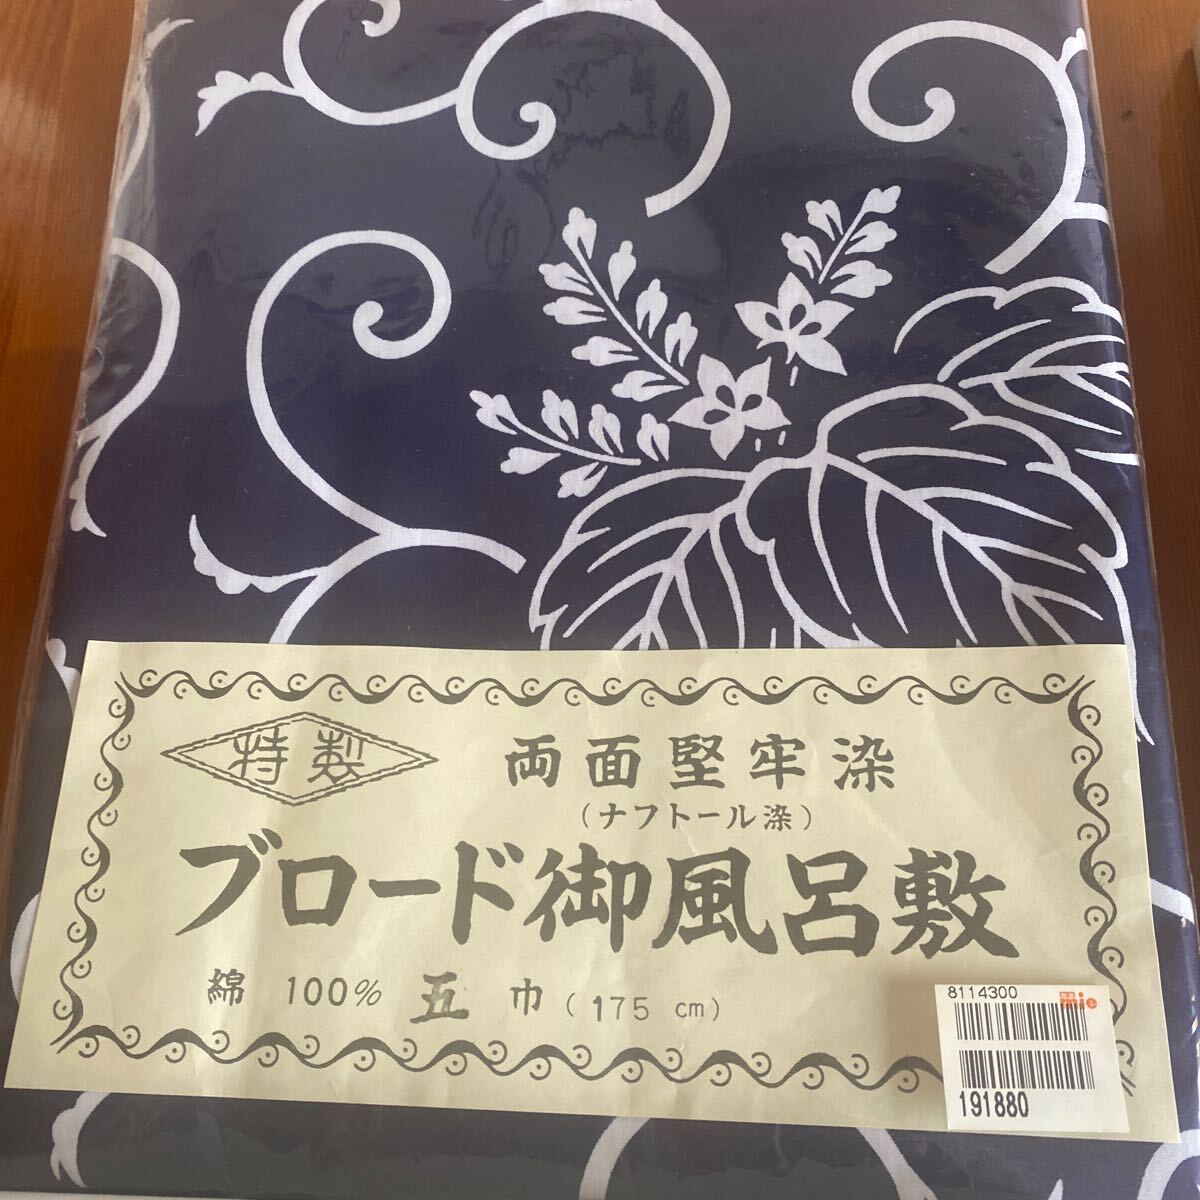 特製
両面堅牢染
(ナフトール染)
ブロード御風呂敷
綿 100% 五 巾 (175 cm)
8114300 mie
191880